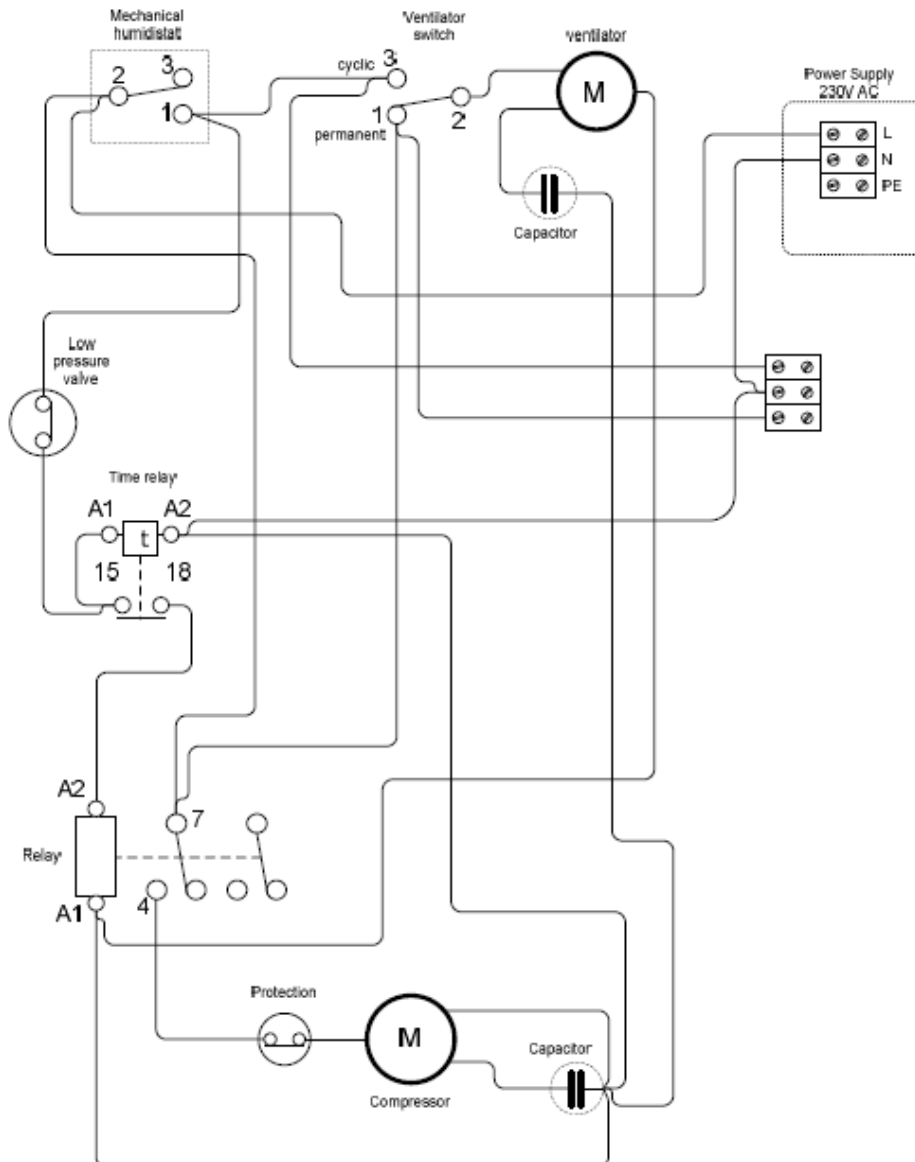 Mechanical
humidistat
Ventilator
switch
ventilator
Power Supply
230V AC
cyclic
3
2
3
1
1
2
permanent
M
L
N
PE
Capacitor
Low
pressure
valve
Time relay
A1
A2
t
15
18
A2
7
Relay
A1
4
Protection
M
Capacitor
Compressor